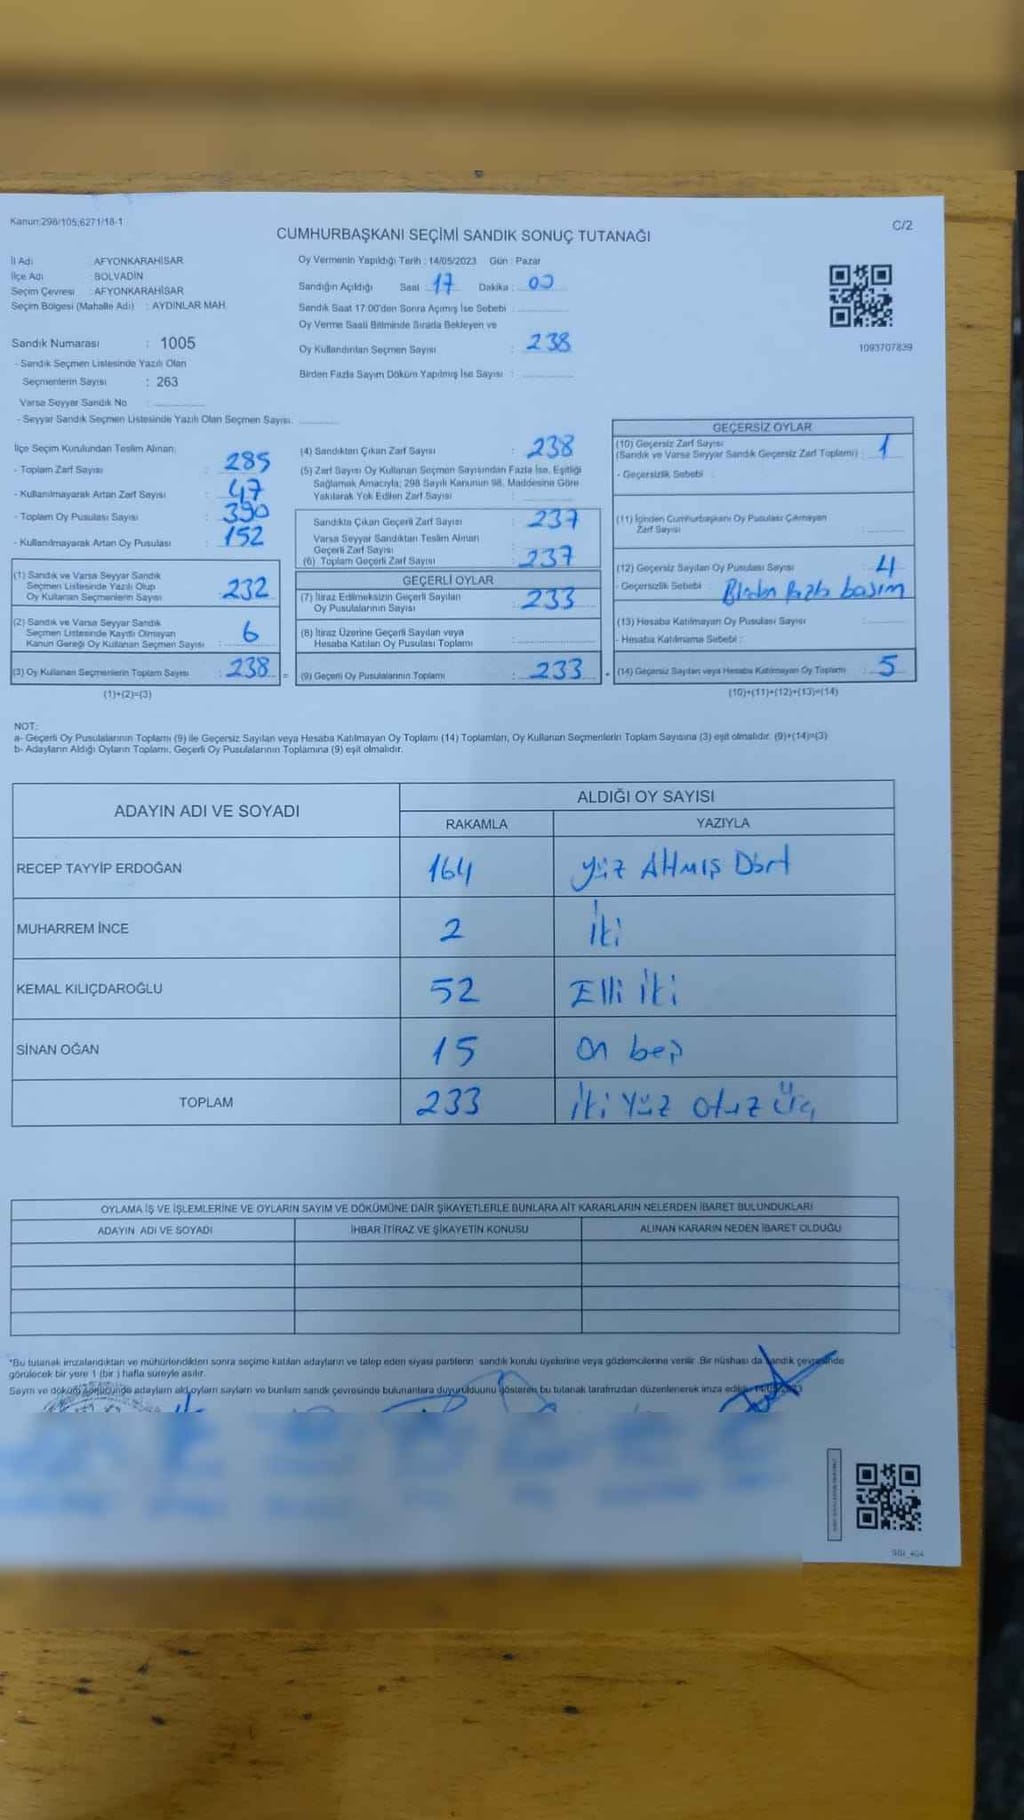 Kanun:298/105;6271/18-1
C/2
CUMHURBAŞKANI SEÇİMİ SANDIK SONUÇ TUTANAĞI
İl Adı : AFYONKARAHİSAR
İlçe Adı : BOLVADİN
Seçim Çevresi : AFYONKARAHİSAR
Seçim Bölgesi (Mahalle Adı) : AYDINLAR MAH.
Sandık Numarası : 1005
- Sandık Seçmen Listesinde Yazılı Olan
Seçmenlerin Sayısı : 263
Varsa Seyyar Sandık No :
- Seyyar Sandık Seçmen Listesinde Yazılı Olan Seçmen Sayısı:
Oy Vermenin Yapıldığı Tarih : 14/05/2023 Gün : Pazar
Sandığın Açıldığı Saat : 17 Dakika : 00
Sandık Saat 17.00'den Sonra Açımış İse Sebebi :
Oy Verme Saati Bitiminde Sırada Bekleyen ve
Oy Kullandırılan Seçmen Sayısı : 238
Birden Fazla Sayım Döküm Yapılmış İse Sayısı :
1093707839
İlçe Seçim Kurulundan Teslim Alınan:
- Toplam Zarf Sayısı : 285
- Kullanılmayarak Artan Zarf Sayısı : 47
- Toplam Oy Pusulası Sayısı : 390
- Kullanılmayarak Artan Oy Pusulası : 152
(1) Sandık ve Varsa Seyyar Sandık
Seçmen Listesinde Yazılı Olup
Oy Kullanan Seçmenlerin Sayısı : 232
(2) Sandık ve Varsa Seyyar Sandık
Seçmen Listesinde Kayıtlı Olmayan
Kanun Gereği Oy Kullanan Seçmen Sayısı : 6
(3) Oy Kullanan Seçmenlerin Toplam Sayısı : 238 =
(1)+(2)=(3)
(4) Sandıktan Çıkan Zarf Sayısı : 238
(5) Zarf Sayısı Oy Kullanan Seçmen Sayısından Fazla İse, Eşitliği
Sağlamak Amacıyla; 298 Sayılı Kanunun 98. Maddesine Göre
Yakılarak Yok Edilen Zarf Sayısı :
Sandıkta Çıkan Geçerli Zarf Sayısı : 237
Varsa Seyyar Sandıktan Teslim Alınan
Geçerli Zarf Sayısı :
(6) Toplam Geçerli Zarf Sayısı : 237
GEÇERLİ OYLAR
(7) İtiraz Edilmeksizin Geçerli Sayılan
Oy Pusulalarının Sayısı : 233
(8) İtiraz Üzerine Geçerli Sayılan veya
Hesaba Katılan Oy Pusulası Toplamı :
(9) Geçerli Oy Pusulalarının Toplamı : 233 +
GEÇERSİZ OYLAR
(10) Geçersiz Zarf Sayısı
(Sandık ve Varsa Seyyar Sandık Geçersiz Zarf Toplamı) : 1
- Geçersizlik Sebebi :
(11) İçinden Cumhurbaşkanı Oy Pusulası Çıkmayan
Zarf Sayısı :
(12) Geçersiz Sayılan Oy Pusulası Sayısı : 4
- Geçersizlik Sebebi : Birden fazla basım
(13) Hesaba Katılmayan Oy Pusulası Sayısı :
- Hesaba Katılmama Sebebi :
(14) Geçersiz Sayılan veya Hesaba Katılmayan Oy Toplamı : 5
(10)+(11)+(12)+(13)=(14)
NOT:
a- Geçerli Oy Pusulalarının Toplamı (9) ile Geçersiz Sayılan veya Hesaba Katılmayan Oy Toplamı (14) Toplamları, Oy Kullanan Seçmenlerin Toplam Sayısına (3) eşit olmalıdır. (9)+(14)=(3)
b- Adayların Aldığı Oyların Toplamı, Geçerli Oy Pusulalarının Toplamına (9) eşit olmalıdır.
ADAYIN ADI VE SOYADI
ALDIĞI OY SAYISI
RAKAMLA YAZIYLA
RECEP TAYYİP ERDOĞAN 164 Yüz Altmış Dört
MUHARREM İNCE 2 İki
KEMAL KILIÇDAROĞLU 52 Elli İki
SİNAN OĞAN 15 On beş
TOPLAM 233 İki Yüz Otuz Üç
OYLAMA İŞ VE İŞLEMLERİNE VE OYLARIN SAYIM VE DÖKÜMÜNE DAİR ŞİKAYETLERLE BUNLARA AİT KARARLARIN NELERDEN İBARET BULUNDUKLARI
ADAYIN ADI VE SOYADI İHBAR İTİRAZ VE ŞİKAYETİN KONUSU ALINAN KARARIN NEDEN İBARET OLDUĞU
*Bu tutanak imzalandıktan ve mühürlendikten sonra seçime katılan adayların ve talep eden siyasi partilerin sandık kurulu üyelerine veya gözlemcilerine verilir. Bir nüshası da sandık çevresinde
görülecek bir yere 1 (bir ) hafta süreyle asılır.
Sayım ve döküm sonucunda adayların aldıkları oyların sayıları ve bunların sandık çevresinde bulunanlara duyurulduğunu gösteren bu tutanak tarafımızdan düzenlenerek imza edildi.